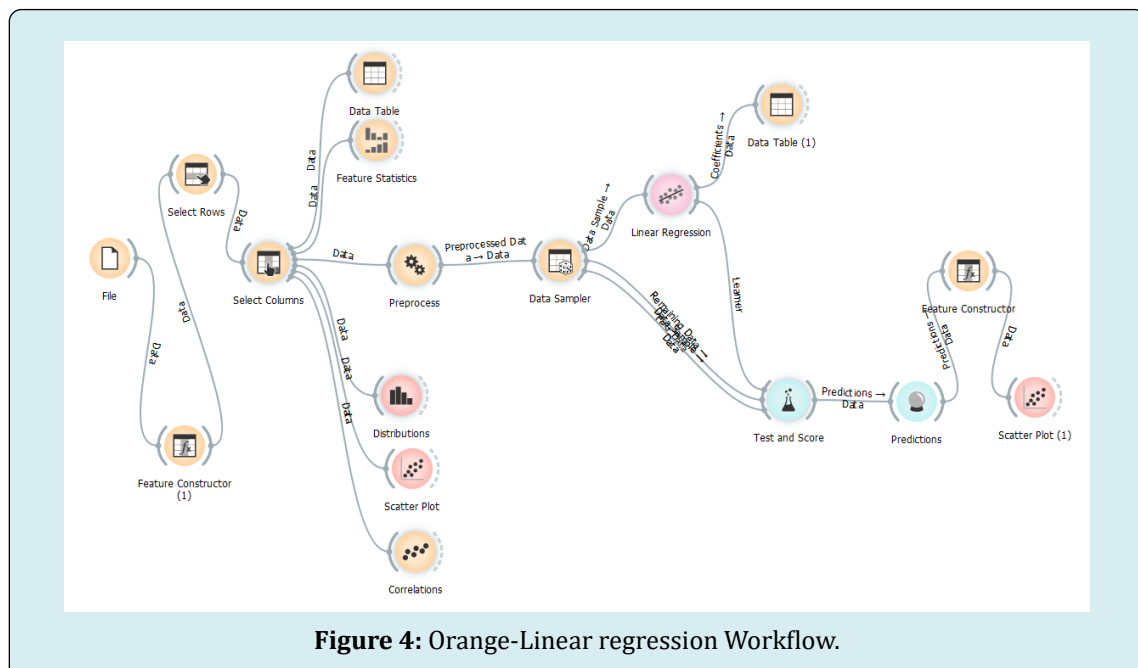 Data Table
Data
Data
Feature Statistics
Select Rows
Data
Data
File
Data
Feature Constructor
(1)
Select Columns
Data
Preprocess
Preprocessed Dat
a → Data
Data Sampler
Data
Distributions
Data
Scatter Plot
Data
Correlations
Data Sample →
Data
Linear Regression
Coefficients →
Data
Data Table (1)
Learner
Remaining Data →
Data
Test and Score
Predictions →
Data
Predictions
Predictions →
Data
Feature Constructor
Data
Scatter Plot (1)
Figure 4: Orange-Linear regression Workflow.